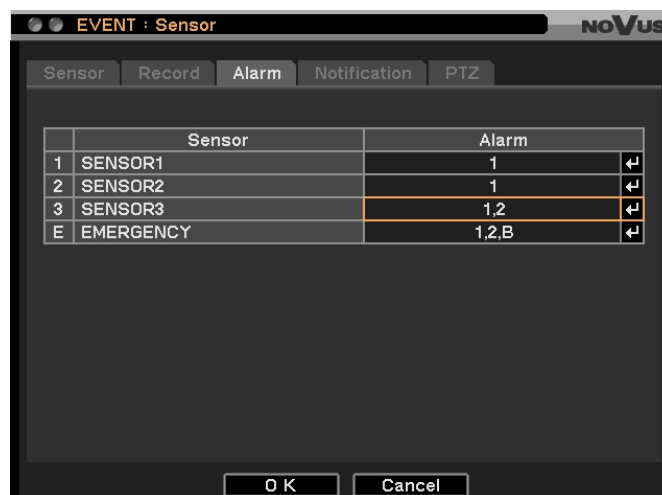 EVENT : Sensor NOVUS
Sensor Record Alarm Notification PTZ
Sensor Alarm
1 SENSOR1 1
2 SENSOR2 1
3 SENSOR3 1,2
E EMERGENCY 1,2,B
O K Cancel